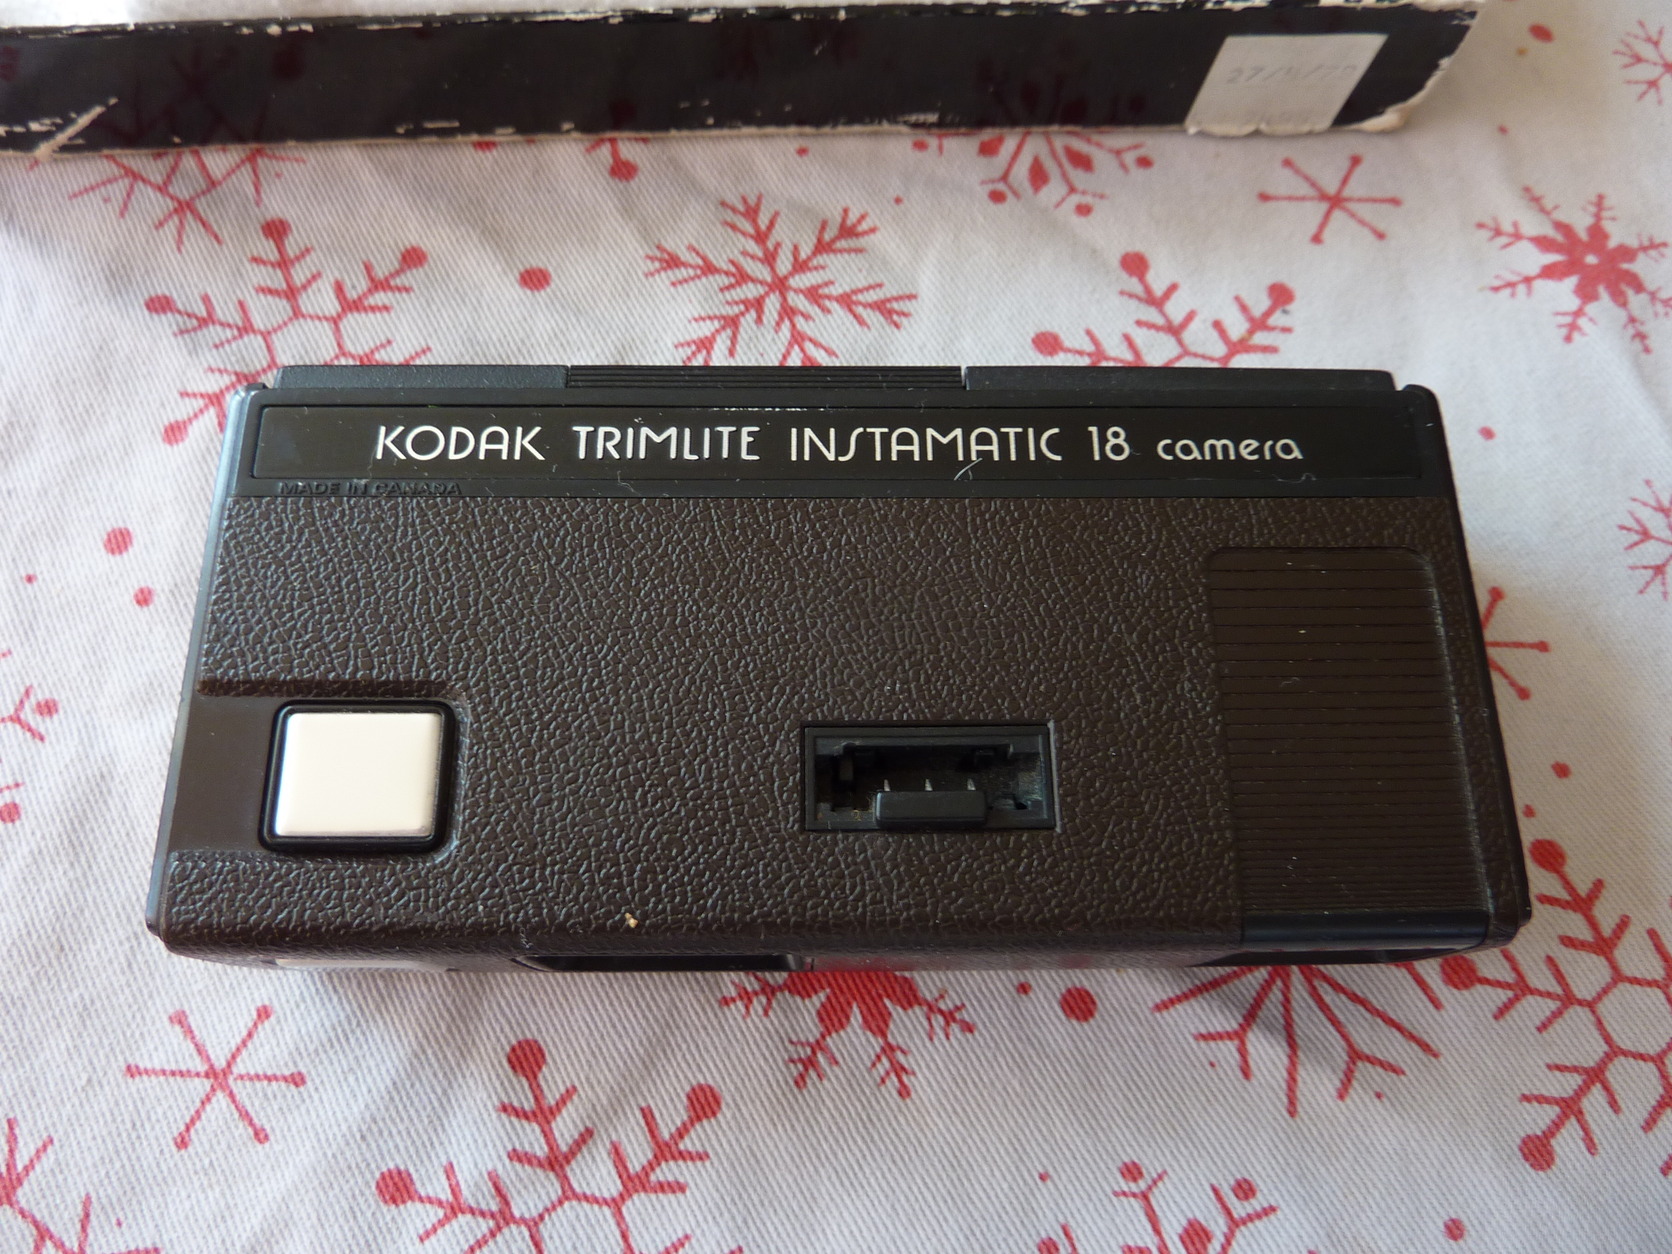 KODAK TRIMLITE INSTAMATIC 18 camera
MADE IN CANADA